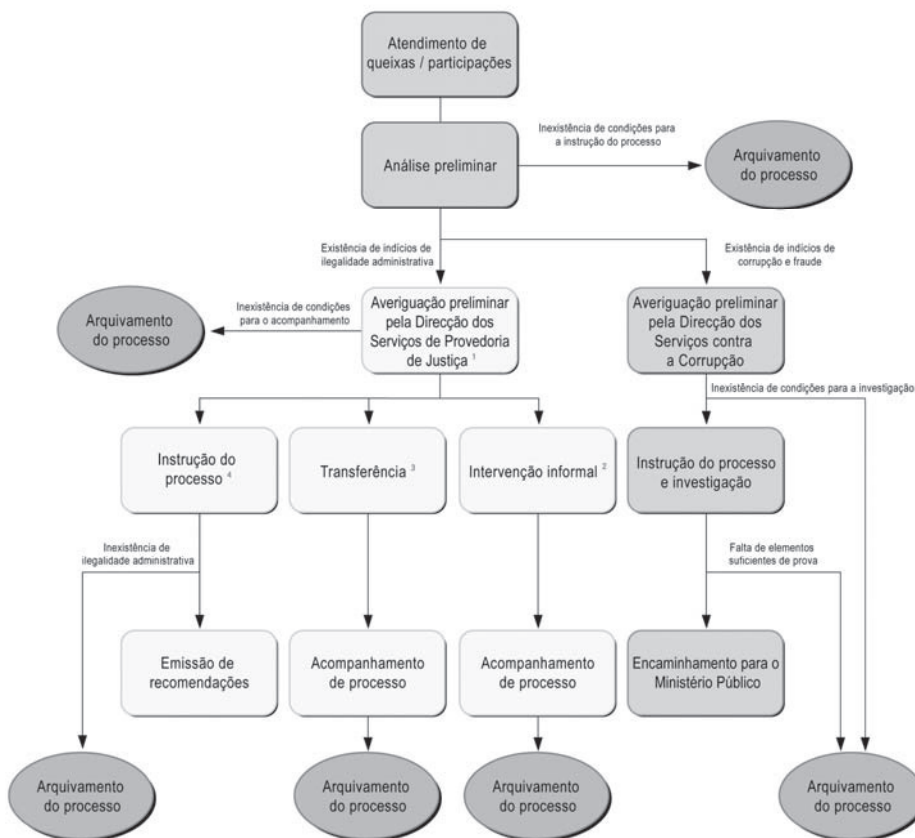 Atendimento de
queixas / participações
Análise preliminar
Inexistência de condições para
a instrução do processo
Arquivamento
do processo
Existência de indícios de
ilegalidade administrativa
Existência de indícios de
corrupção e fraude
Arquivamento
do processo
Inexistência de condições
para o acompanhamento
Averiguação preliminar
pela Direcção dos
Serviços de Provedoria
de Justiça ¹
Averiguação preliminar
pela Direcção dos
Serviços contra
a Corrupção
Inexistência de condições para a investigação
Instrução do
processo ⁴
Transferência ³
Intervenção informal ²
Instrução do processo
e investigação
Inexistência de
ilegalidade administrativa
Falta de elementos
suficientes de prova
Emissão de
recomendações
Acompanhamento
de processo
Acompanhamento
de processo
Encaminhamento para o
Ministério Público
Arquivamento
do processo
Arquivamento
do processo
Arquivamento
do processo
Arquivamento
do processo